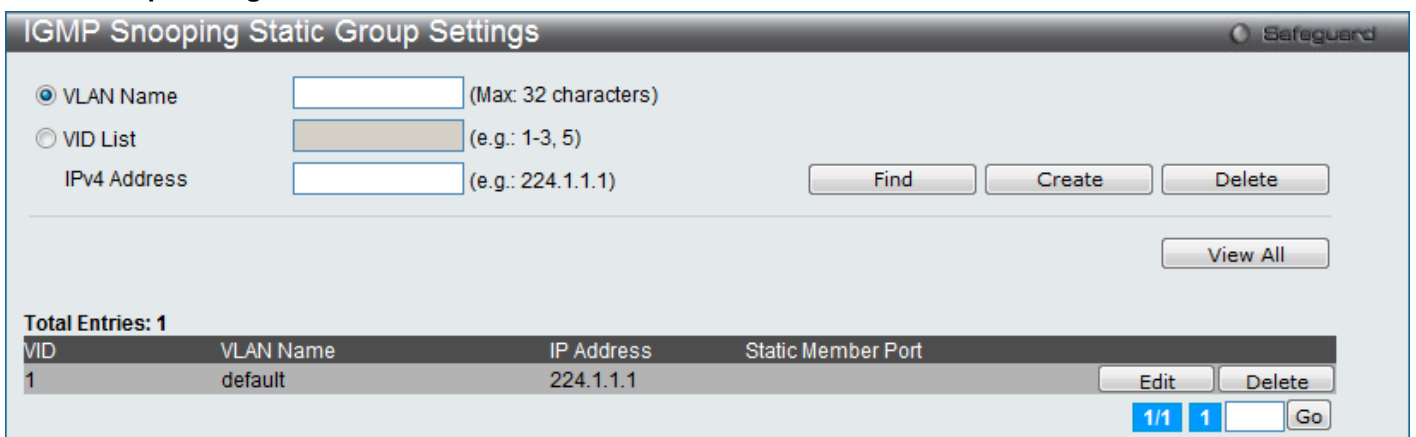 IGMP Snooping Static Group Settings Safeguard
VLAN Name (Max: 32 characters)
VID List (e.g.: 1-3, 5)
IPv4 Address (e.g.: 224.1.1.1) Find Create Delete
View All
Total Entries: 1
VID VLAN Name IP Address Static Member Port
1 default 224.1.1.1 Edit Delete
1/1 1 Go